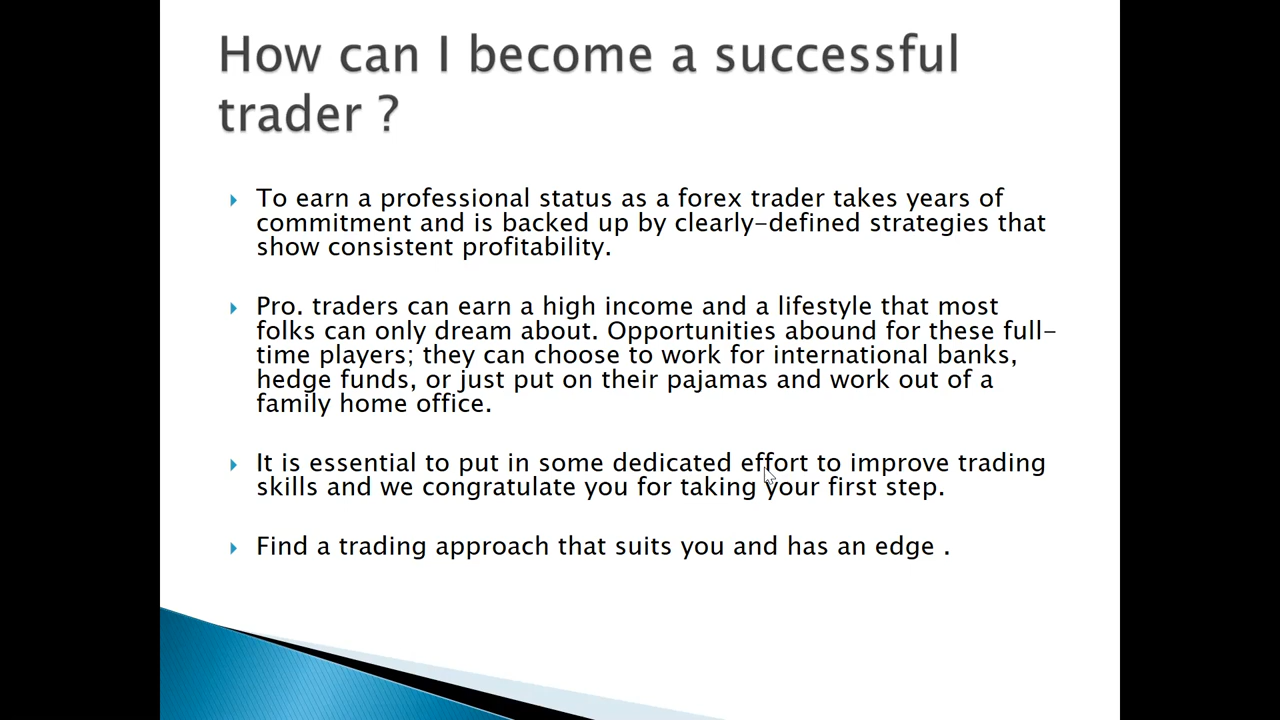 How can I become a successful
trader ?
To earn a professional status as a forex trader takes years of
commitment and is backed up by clearly-defined strategies that
show consistent profitability.
Pro. traders can earn a high income and a lifestyle that most
folks can only dream about. Opportunities abound for these full-
time players; they can choose to work for international banks,
hedge funds, or just put on their pajamas and work out of a
family home office.
It is essential to put in some dedicated effort to improve trading
skills and we congratulate you for taking your first step.
Find a trading approach that suits you and has an edge .